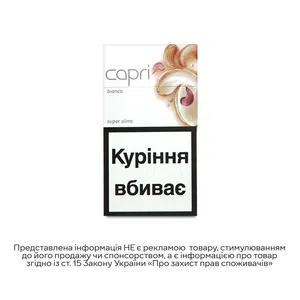 capri
bianco
super slims
Куріння
вбиває
Представлена інформація НЕ є рекламою товару, стимулюванням
до його продажу чи спонсорством, а є інформацією про товар
згідно із ст. 15 Закону України «Про захист прав споживачів»